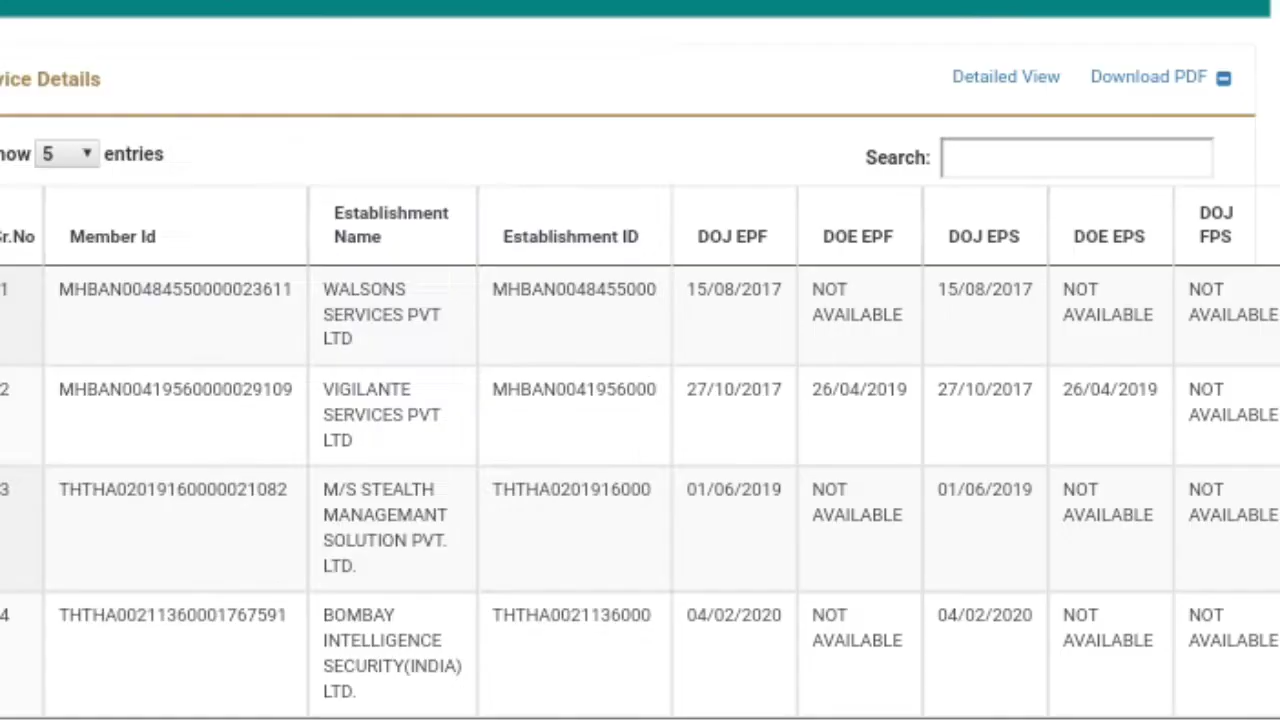 vice Details
Detailed View Download PDF
how 5 entries
Search:
Sr.No Member Id Establishment Name Establishment ID DOJ EPF DOE EPF DOJ EPS DOE EPS DOJ FPS
1 MHBAN00484550000023611 WALSONS MHBAN0048455000 15/08/2017 NOT 15/08/2017 NOT NOT
SERVICES PVT AVAILABLE AVAILABLE AVAILABLE
LTD
2 MHBAN00419560000029109 VIGILANTE MHBAN0041956000 27/10/2017 26/04/2019 27/10/2017 26/04/2019 NOT
SERVICES PVT AVAILABLE
LTD
3 THTHA02019160000021082 M/S STEALTH THTHA0201916000 01/06/2019 NOT 01/06/2019 NOT NOT
MANAGEMANT AVAILABLE AVAILABLE AVAILABLE
SOLUTION PVT.
LTD.
4 THTHA00211360001767591 BOMBAY THTHA0021136000 04/02/2020 NOT 04/02/2020 NOT NOT
INTELLIGENCE AVAILABLE AVAILABLE AVAILABLE
SECURITY(INDIA)
LTD.